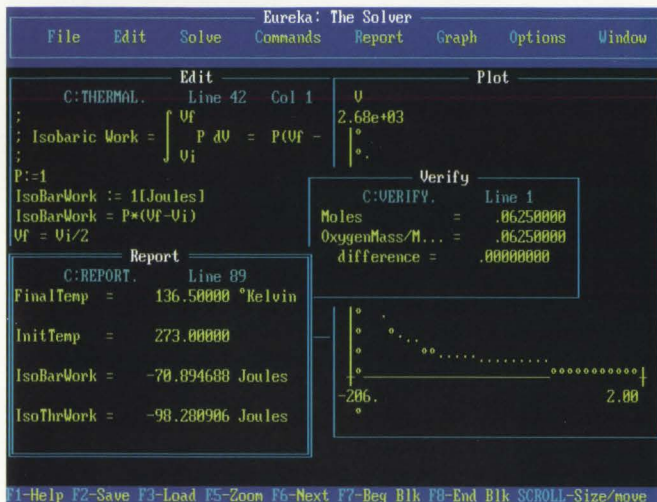 Eureka: The Solver
File Edit Solve Commands Report Graph Options Window
Edit
C:THERMAL. Line 42 Col 1
; Vf
; Isobaric Work = ∫ P dV = P(Vf -
; Vi
P:=1
IsoBarWork := 1[Joules]
IsoBarWork = P*(Vf-Vi)
Vf = Vi/2
Plot
V
2.68e+03
-206. 2.00
Verify
C:VERIFY. Line 1
Moles = .06250000
OxygenMass/M... = .06250000
difference = .00000000
Report
C:REPORT. Line 89
FinalTemp = 136.50000 °Kelvin
InitTemp = 273.00000
IsoBarWork = -70.894688 Joules
IsoThrWork = -98.280906 Joules
F1-Help F2-Save F3-Load F5-Zoom F6-Next F7-Beg Blk F8-End Blk SCROLL-Size/move